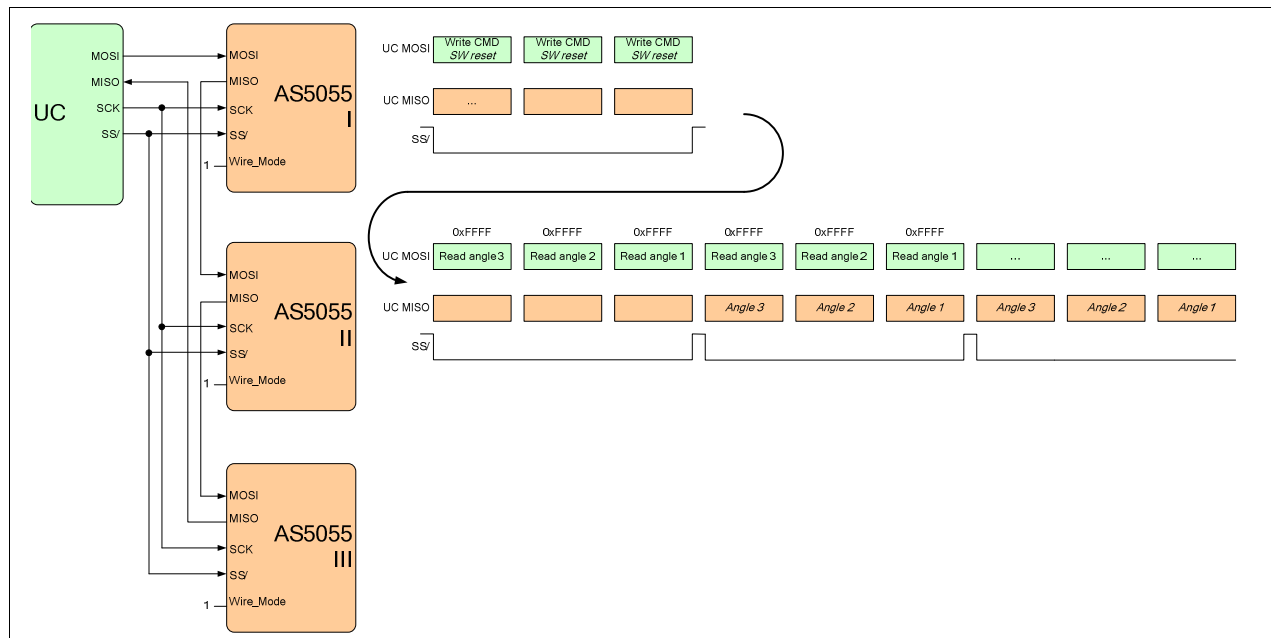 UC
MOSI
MISO
SCK
SS/
MOSI
MISO
SCK
SS/
1 Wire_Mode
AS5055
I
MOSI
MISO
SCK
SS/
1 Wire_Mode
AS5055
II
MOSI
MISO
SCK
SS/
1 Wire_Mode
AS5055
III
UC MOSI
Write CMD
SW reset
Write CMD
SW reset
Write CMD
SW reset
UC MISO
...
SS/
0xFFFF 0xFFFF 0xFFFF 0xFFFF 0xFFFF 0xFFFF
UC MOSI Read angle 3 Read angle 2 Read angle 1 Read angle 3 Read angle 2 Read angle 1 ... ... ...
UC MISO Angle 3 Angle 2 Angle 1 Angle 3 Angle 2 Angle 1
SS/